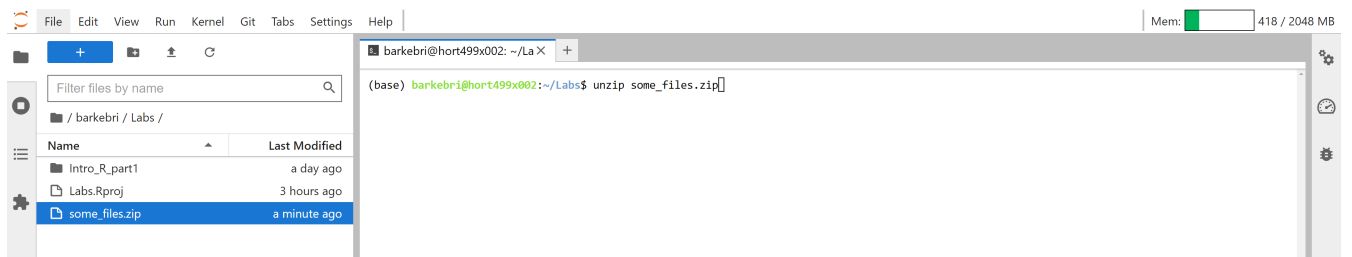 File Edit View Run Kernel Git Tabs Settings Help
Mem: 418 / 2048 MB
+
Filter files by name
/ barkebri / Labs /
Name Last Modified
Intro_R_part1 a day ago
Labs.Rproj 3 hours ago
some_files.zip a minute ago
barkebri@hort499x002: ~/La × +
(base) barkebri@hort499x002:~/Labs$ unzip some_files.zip